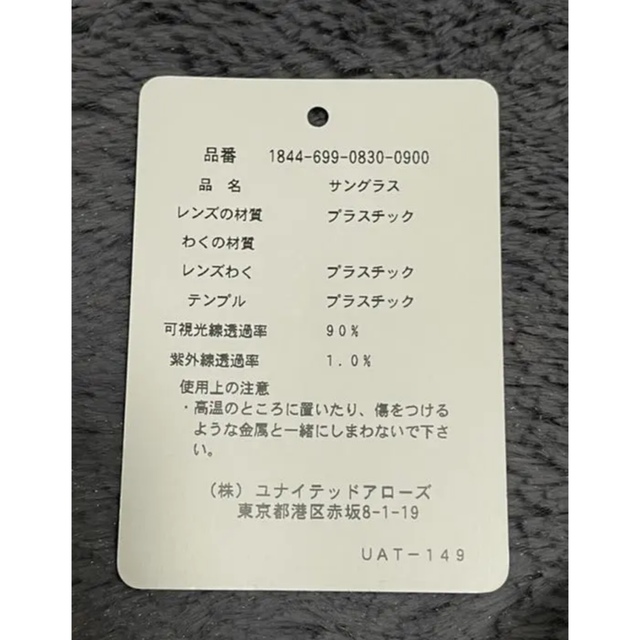 品番 1844-699-0830-0900
品名 サングラス
レンズの材質 プラスチック
わくの材質
レンズわく プラスチック
テンプル プラスチック
可視光線透過率 90%
紫外線透過率 1.0%
使用上の注意
・高温のところに置いたり、傷をつける
ような金属と一緒にしまわないで下さ
い。
(株) ユナイテッドアローズ
東京都港区赤坂8-1-19
UAT-149